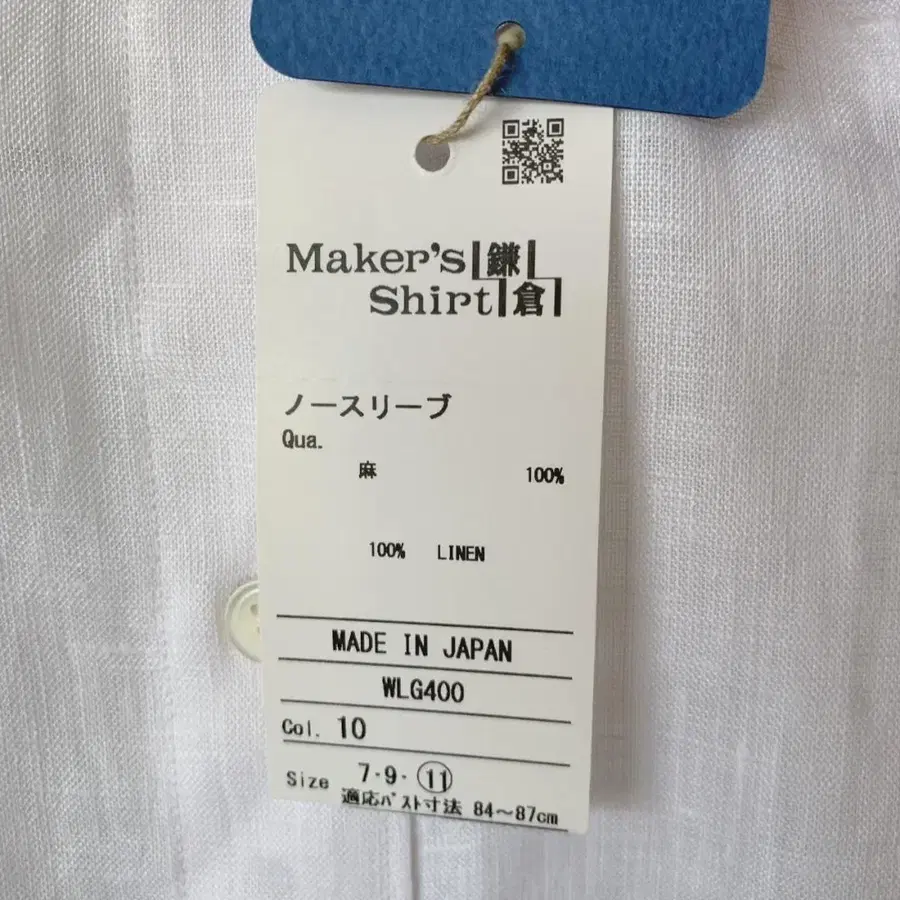 Maker's 鎌
Shirt 倉
ノースリーブ
Qua.
麻 100%
100% LINEN
MADE IN JAPAN
WLG400
Col. 10
Size 7・9・⑪
適応バスト寸法 84～87cm